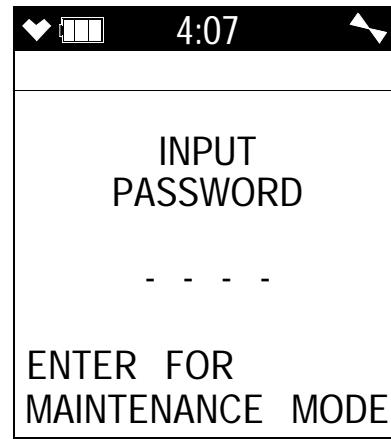 4:07
INPUT
PASSWORD
- - - -
ENTER FOR
MAINTENANCE MODE